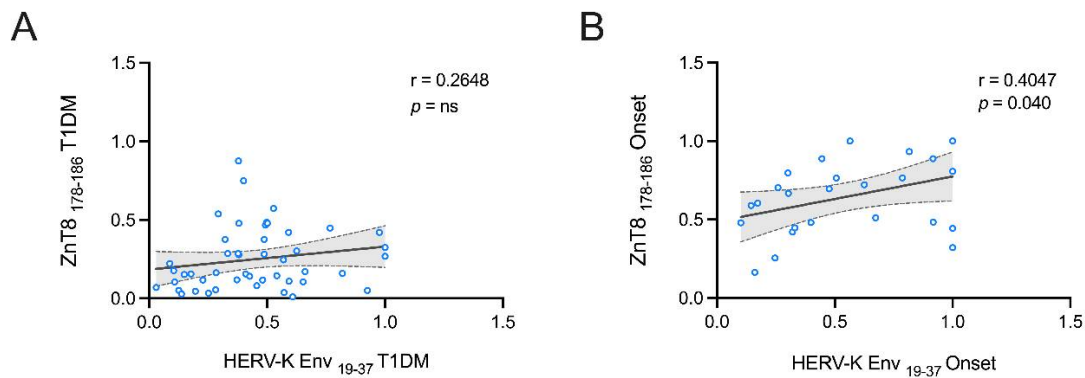 A
1.5
1.0
0.5
0.0
0.0
0.5
1.0
1.5
ZnT8 178-186 T1DM
HERV-K Env 19-37 T1DM
r = 0.2648
p = ns
B
1.5
1.0
0.5
0.0
0.0
0.5
1.0
1.5
ZnT8 178-186 Onset
HERV-K Env 19-37 Onset
r = 0.4047
p = 0.040